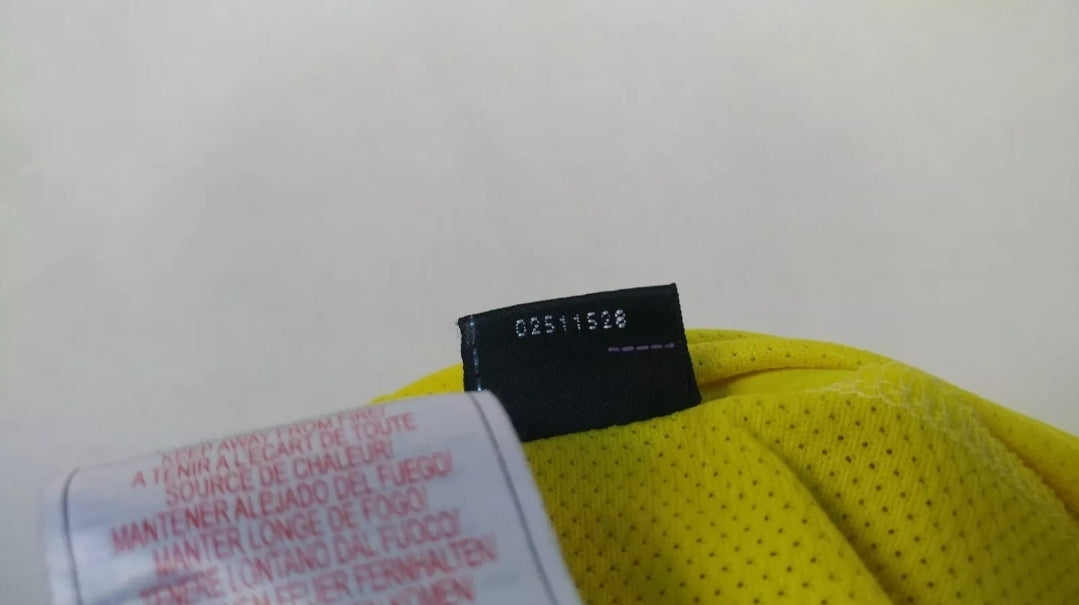 02511528
KEEP AWAY FROM FIRE!
A TENIR A L'ECART DE TOUTE
SOURCE DE CHALEUR!
MANTENER ALEJADO DEL FUEGO!
MANTER LONGE DE FOGO!
TENERE LONTANO DAL FUOCO!
FEUER FERNHALTEN!